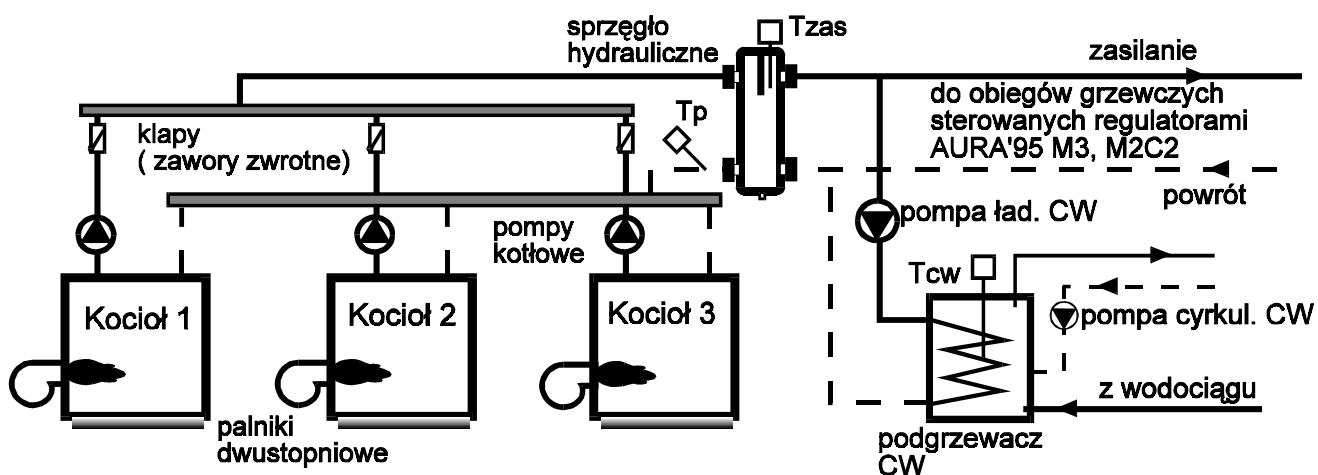 sprzęgło
hydrauliczne
Tzas
zasilanie
do obiegów grzewczych
sterowanych regulatorami
AURA'95 M3, M2C2
powrót
klapy
( zawory zwrotne)
Tp
pompy
kotłowe
pompa ład. CW
Tcw
Kocioł 1
Kocioł 2
Kocioł 3
pompa cyrkul. CW
z wodociągu
palniki
dwustopniowe
podgrzewacz
CW